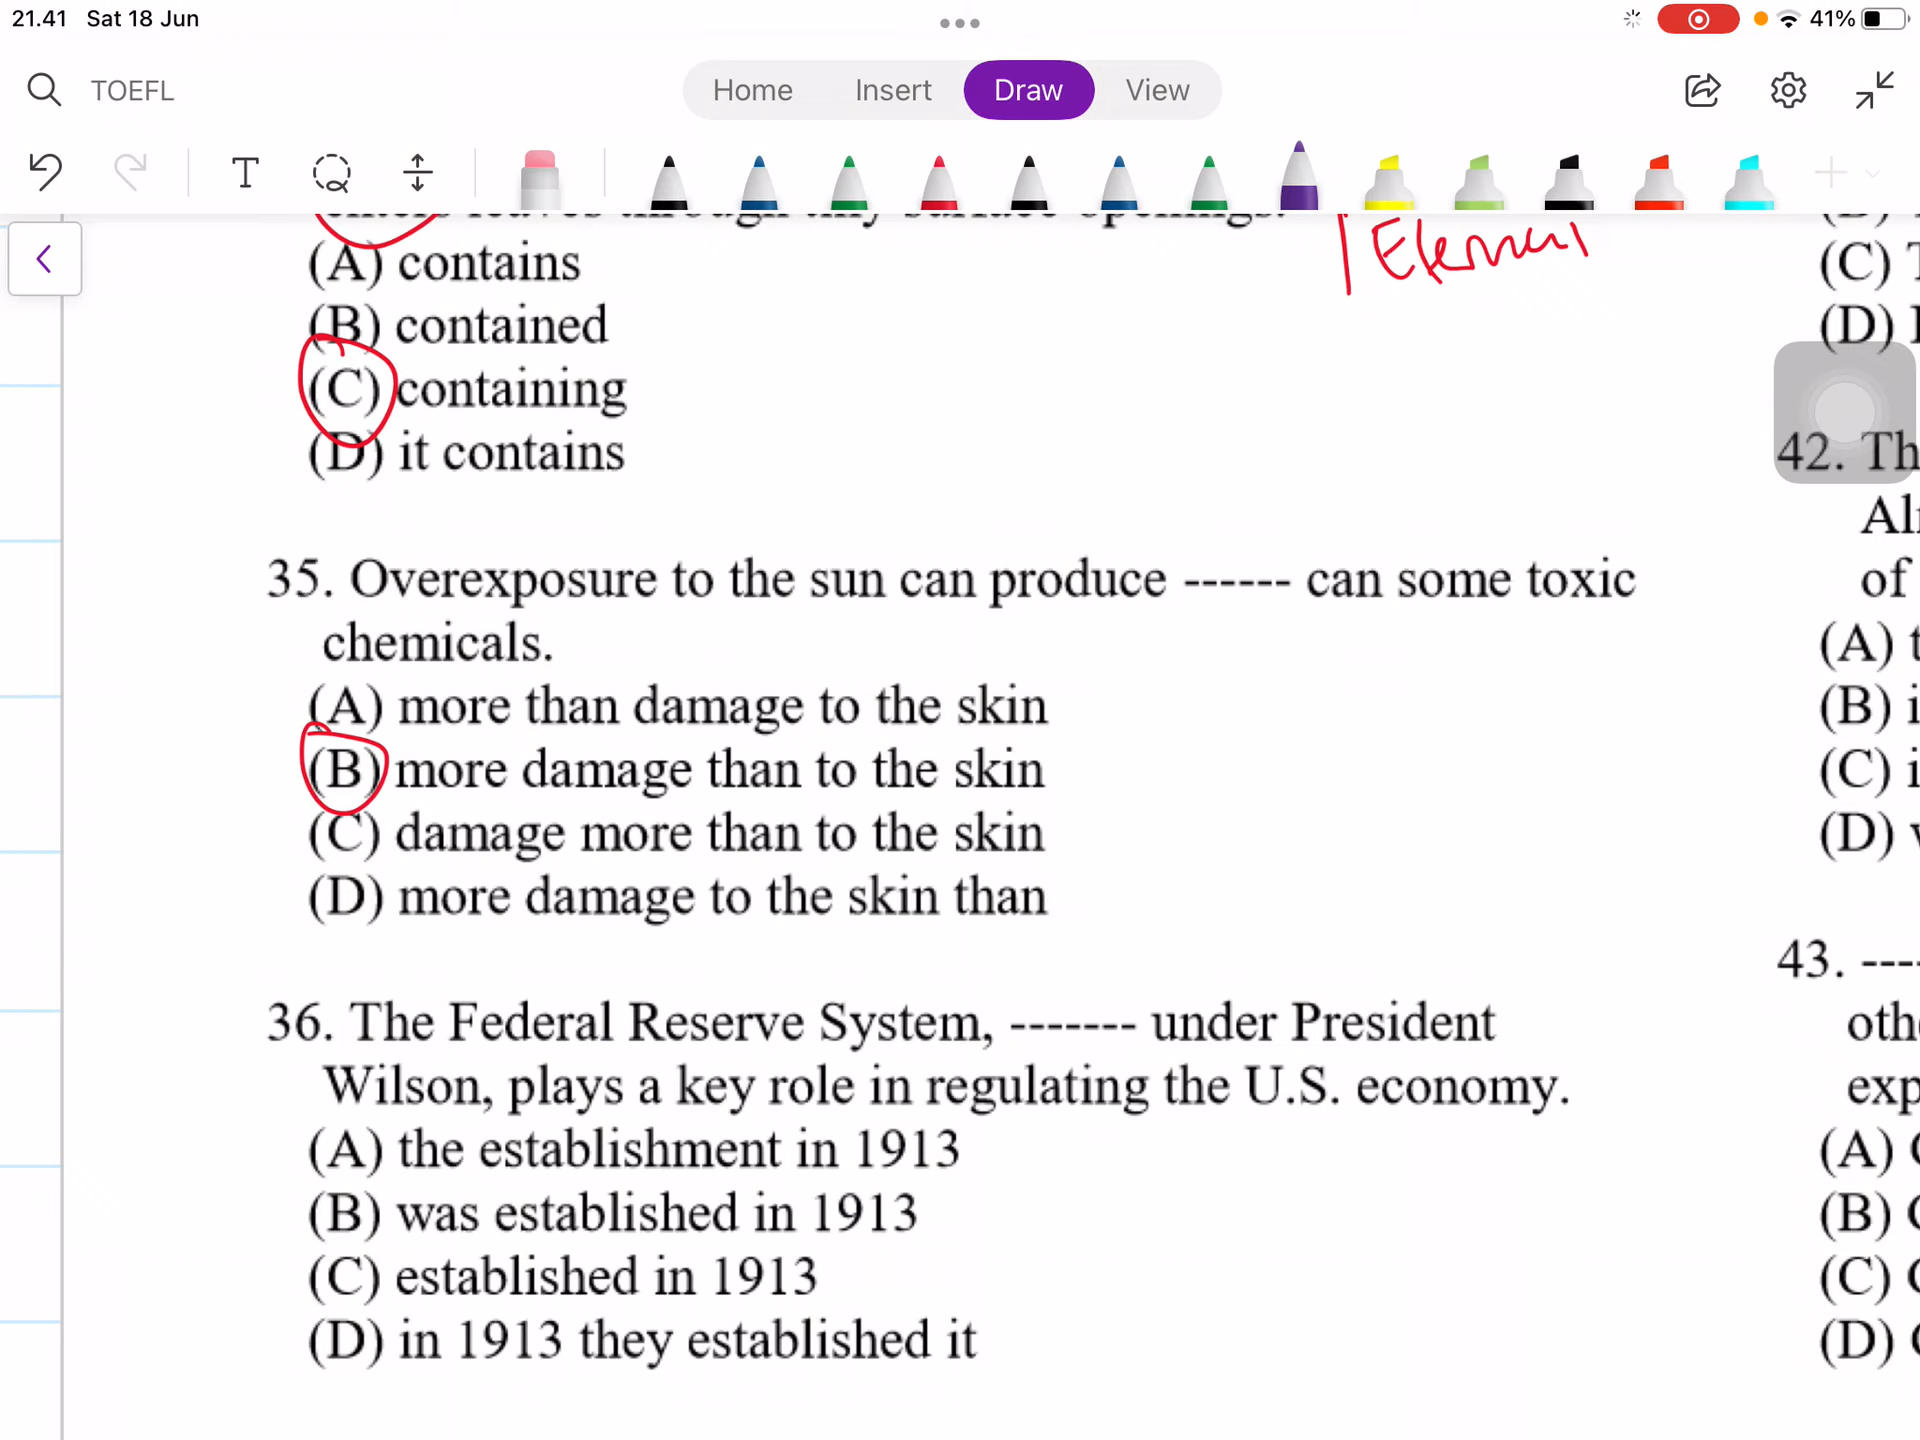 21.41 Sat 18 Jun
41%
TOEFL
Home Insert Draw View
T
(A) contains
(B) contained
(C) containing
(D) it contains
35. Overexposure to the sun can produce ------ can some toxic
chemicals.
(A) more than damage to the skin
(B) more damage than to the skin
(C) damage more than to the skin
(D) more damage to the skin than
36. The Federal Reserve System, ------- under President
Wilson, plays a key role in regulating the U.S. economy.
(A) the establishment in 1913
(B) was established in 1913
(C) established in 1913
(D) in 1913 they established it
(C)
(D)
42. Th
of
(A)
(B)
(C)
(D)
43. ----
(A)
(B)
(C)
(D)